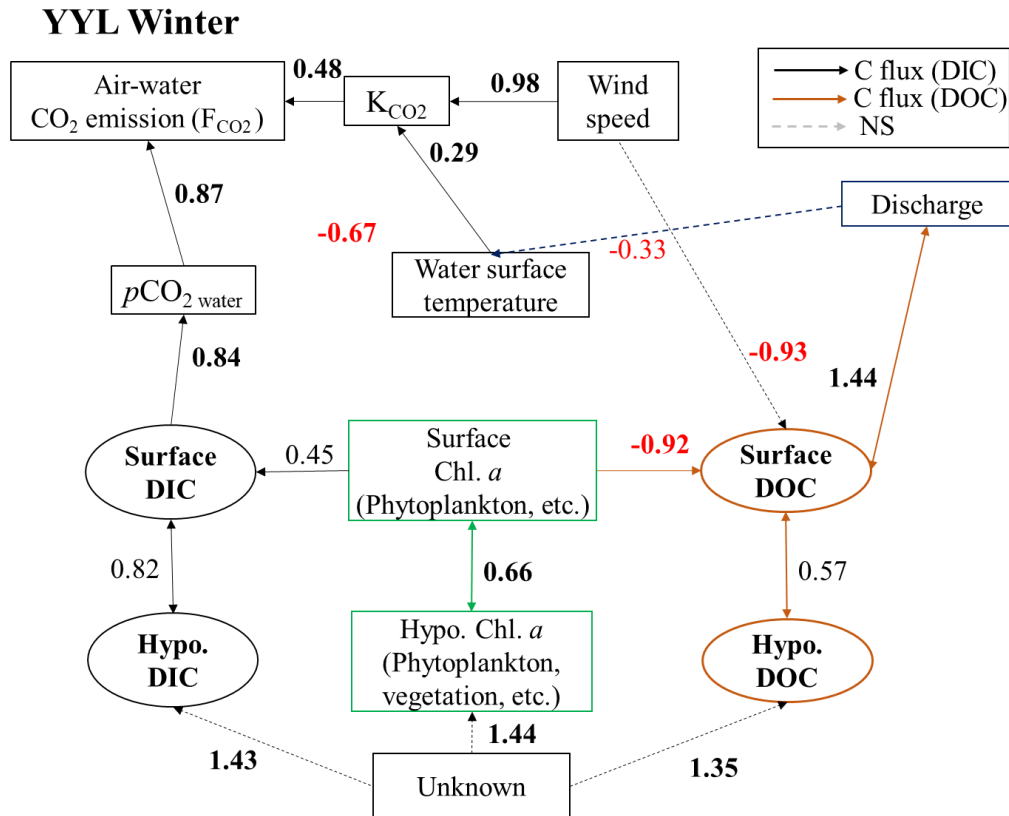 YYL Winter
Air-water
CO₂ emission (F_CO2)
0.48
K_CO2
0.98
Wind
speed
C flux (DIC)
C flux (DOC)
NS
0.87
0.29
Discharge
-0.67
-0.33
Water surface
temperature
pCO₂ water
0.84
-0.93
1.44
Surface
DIC
0.45
Surface
Chl. a
(Phytoplankton, etc.)
-0.92
Surface
DOC
0.82
0.66
0.57
Hypo.
DIC
Hypo. Chl. a
(Phytoplankton,
vegetation, etc.)
Hypo.
DOC
1.43
1.44
1.35
Unknown